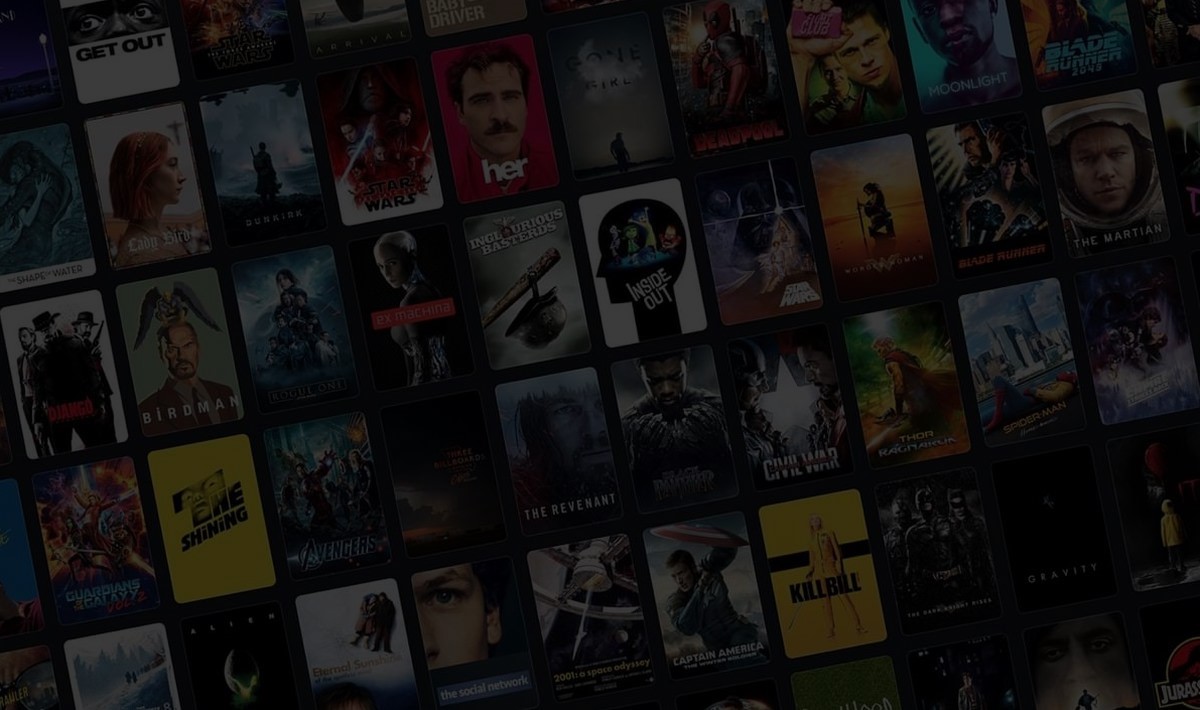 GET OUT
STAR
WARS
ARRIVAL
BABY
DRIVER
GONE
GIRL
DEADPOOL
FIGHT
CLUB
MOONLIGHT
BLADE
RUNNER
2049
THE SHAPE OF WATER
Lady Bird
DUNKIRK
STAR
WARS
her
INGLOURIOUS
BASTERDS
INSIDE
OUT
STAR
WARS
WONDER WOMAN
BLADE RUNNER
THE MARTIAN
DJANGO
BIRDMAN
ROGUE ONE
ex machina
THE REVENANT
BLACK
PANTHER
CIVIL WAR
THOR
RAGNAROK
SPIDER-MAN
GUARDIANS
OF THE
GALAXY
VOL. 2
THE
SHINING
AVENGERS
THREE
BILLBOARDS
ALIEN
Eternal Sunshine
the social network
2001: a space odyssey
CAPTAIN AMERICA
THE WINTER SOLDIER
KILL BILL
THE DARK KNIGHT RISES
GRAVITY